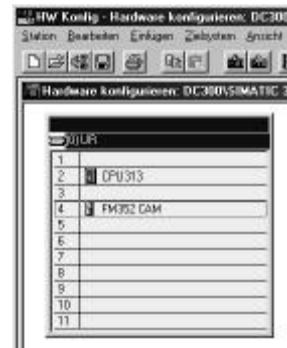 HW Konfig - Hardware konfigurieren: DC300
Station Bearbeiten Einfügen Zielsystem Ansicht
Hardware konfigurieren: DC300\SIMATIC 3
(0)UR
1
2 CPU313
3
4 FM352 CAM
5
6
7
8
9
10
11